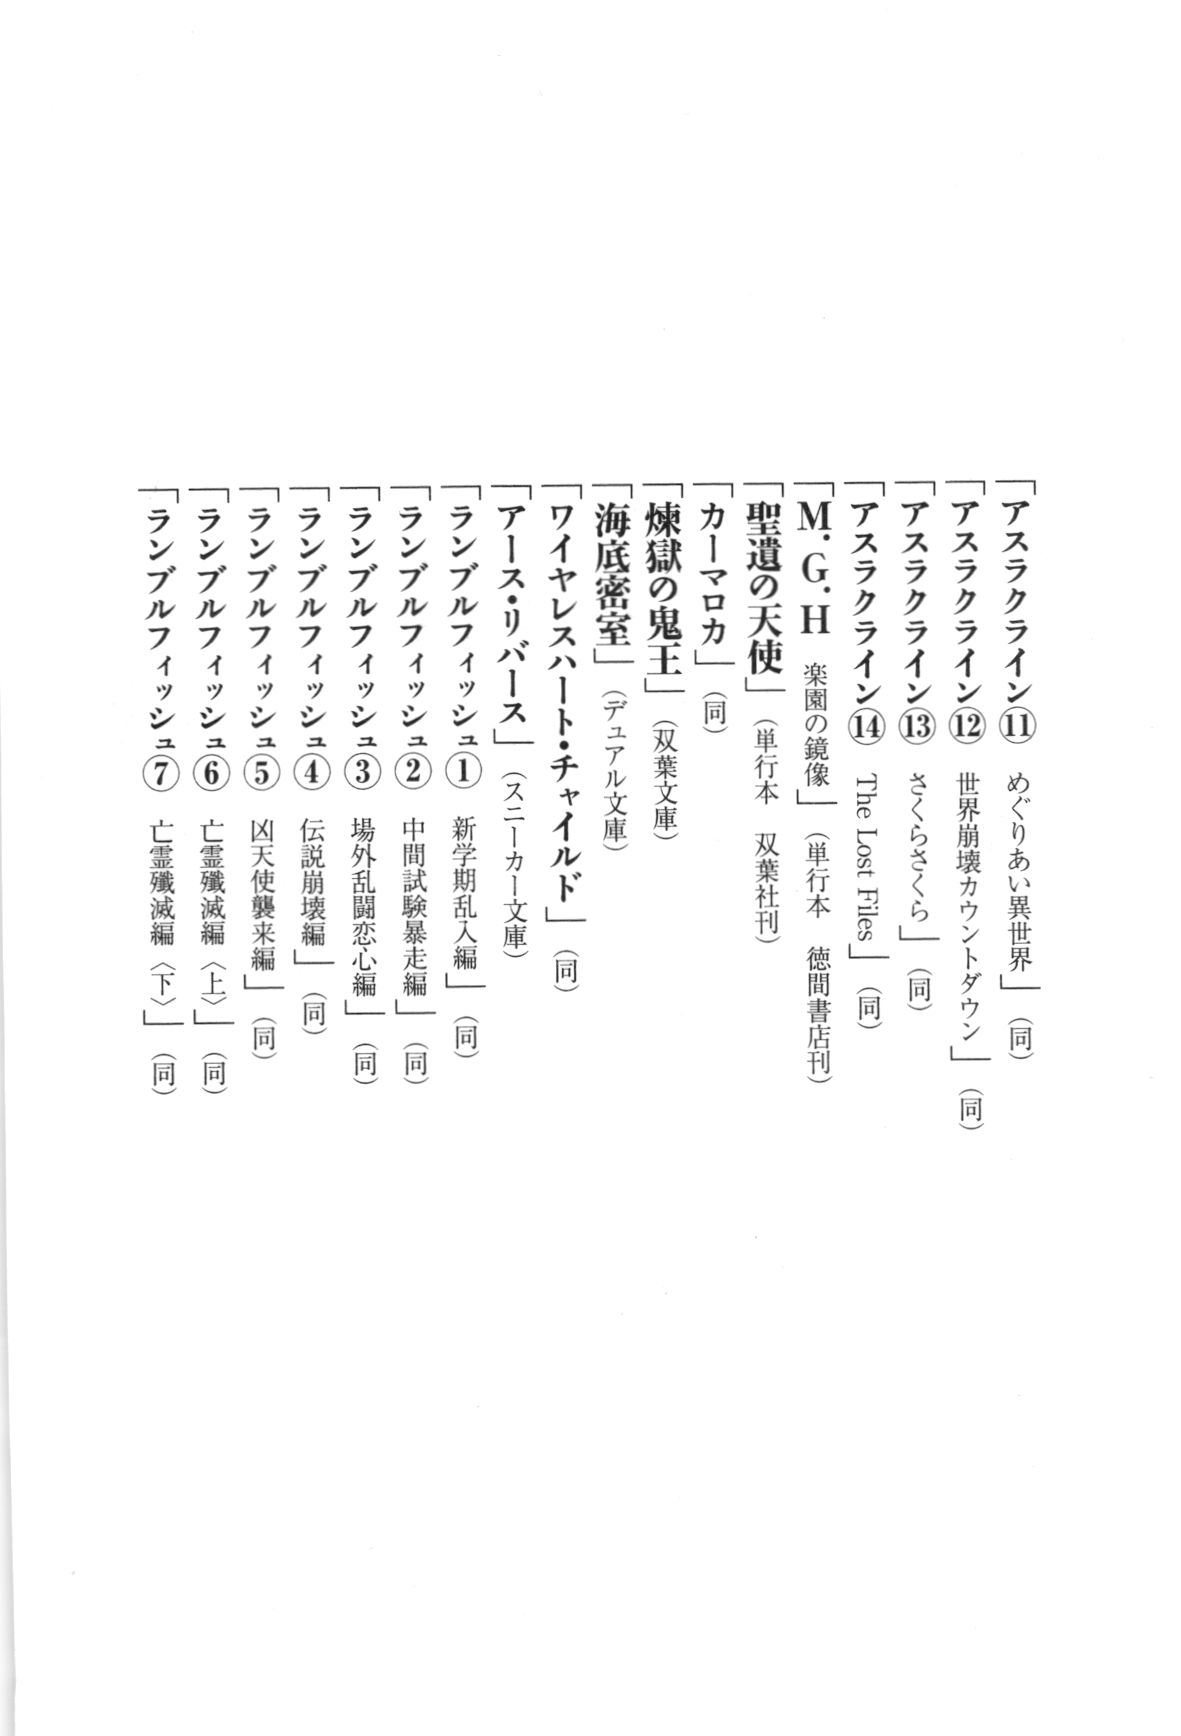 「アスラクライン⑪ めぐりあい異世界」（同）
「アスラクライン⑫ 世界崩壊カウントダウン」（同）
「アスラクライン⑬ さくらさくら」（同）
「アスラクライン⑭ The Lost Files」（同）
「M.G.H 楽園の鏡像」（単行本 徳間書店刊）
「聖遺の天使」（単行本 双葉社刊）
「カーマロカ」（同）
「煉獄の鬼王」（双葉文庫）
「海底密室」（デュアル文庫）
「ワイヤレスハート・チャイルド」（同）
「アース・リバース」（スニーカー文庫）
「ランブルフィッシュ① 新学期乱入編」（同）
「ランブルフィッシュ② 中間試験暴走編」（同）
「ランブルフィッシュ③ 場外乱闘恋心編」（同）
「ランブルフィッシュ④ 伝説崩壊編」（同）
「ランブルフィッシュ⑤ 凶天使襲来編」（同）
「ランブルフィッシュ⑥ 亡霊殲滅編〈上〉」（同）
「ランブルフィッシュ⑦ 亡霊殲滅編〈下〉」（同）